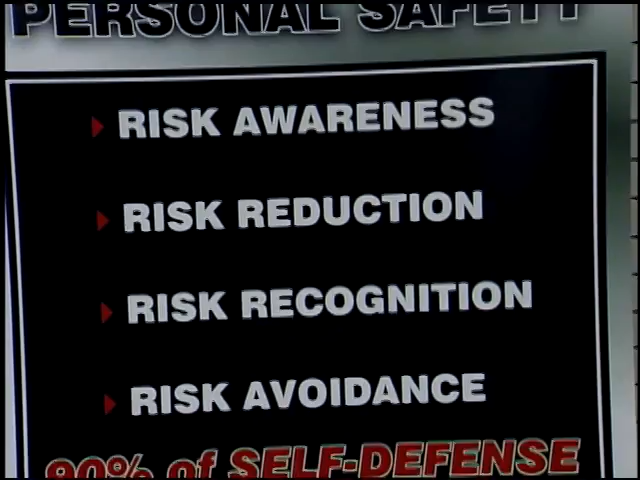 PERSONAL SAFETY
RISK AWARENESS
RISK REDUCTION
RISK RECOGNITION
RISK AVOIDANCE
90% of SELF-DEFENSE